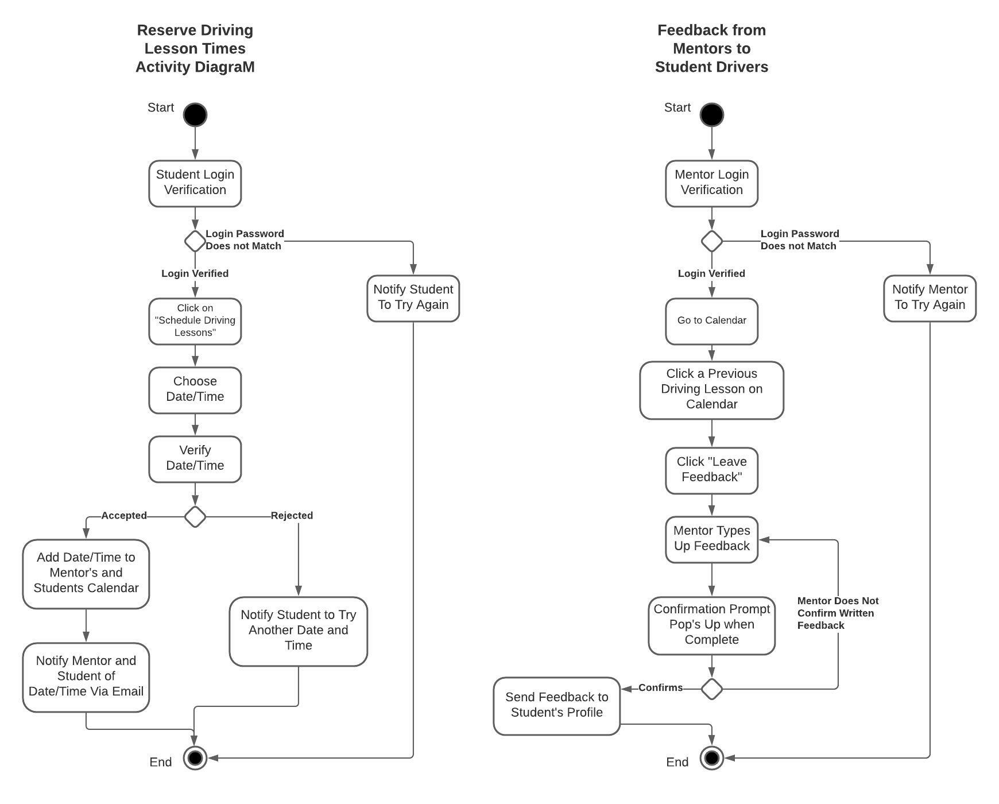 Reserve Driving
Lesson Times
Activity DiagraM
Start
Student Login
Verification
Login Password
Does not Match
Login Verified
Notify Student
To Try Again
Click on
"Schedule Driving
Lessons"
Choose
Date/Time
Verify
Date/Time
Accepted
Rejected
Add Date/Time to
Mentor's and
Students Calendar
Notify Student to Try
Another Date and
Time
Notify Mentor and
Student of
Date/Time Via Email
End
Feedback from
Mentors to
Student Drivers
Start
Mentor Login
Verification
Login Password
Does not Match
Login Verified
Notify Mentor
To Try Again
Go to Calendar
Click a Previous
Driving Lesson on
Calendar
Click "Leave
Feedback"
Mentor Types
Up Feedback
Mentor Does Not
Confirm Written
Feedback
Confirmation Prompt
Pop's Up when
Complete
Confirms
Send Feedback to
Student's Profile
End